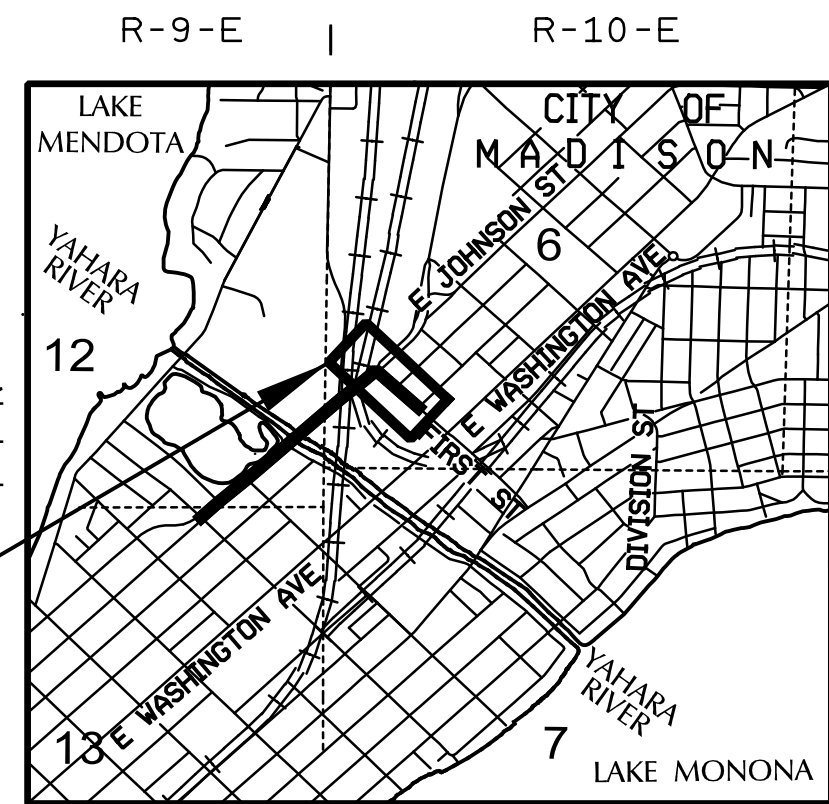 R-9-E | R-10-E
LAKE
MENDOTA
CITY OF
MADISON
YAHARA
RIVER
E JOHNSON ST
6
E WASHINGTON AVE
12
FIRST ST
DIVISION ST
E WASHINGTON AVE
13
YAHARA
RIVER
7
LAKE MONONA